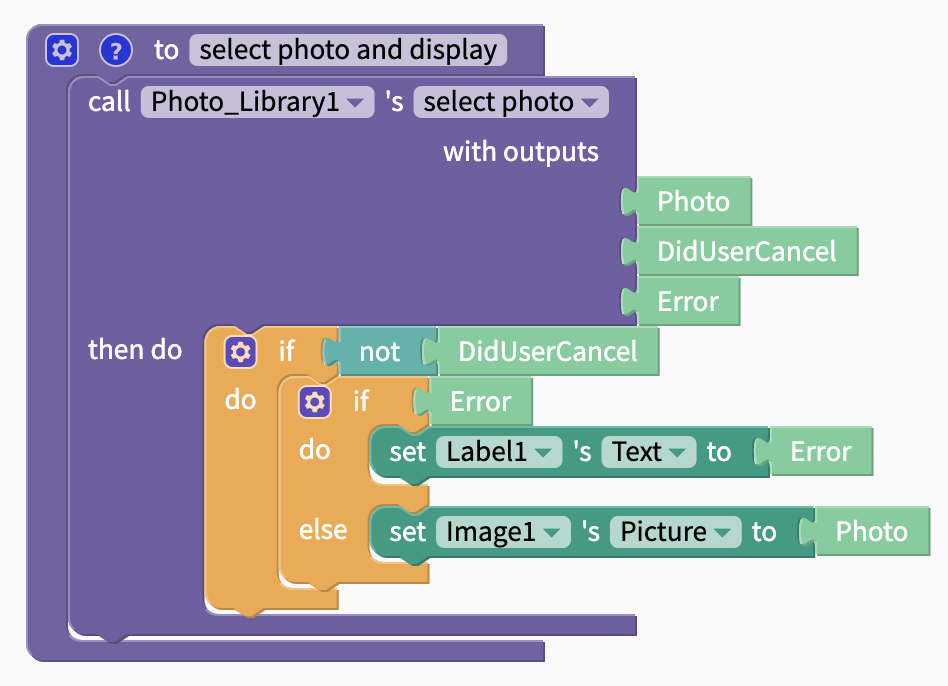 ? to select photo and display
call Photo_Library1 's select photo
with outputs
Photo
DidUserCancel
Error
then do if not DidUserCancel
do if Error
do set Label1 's Text to Error
else set Image1 's Picture to Photo